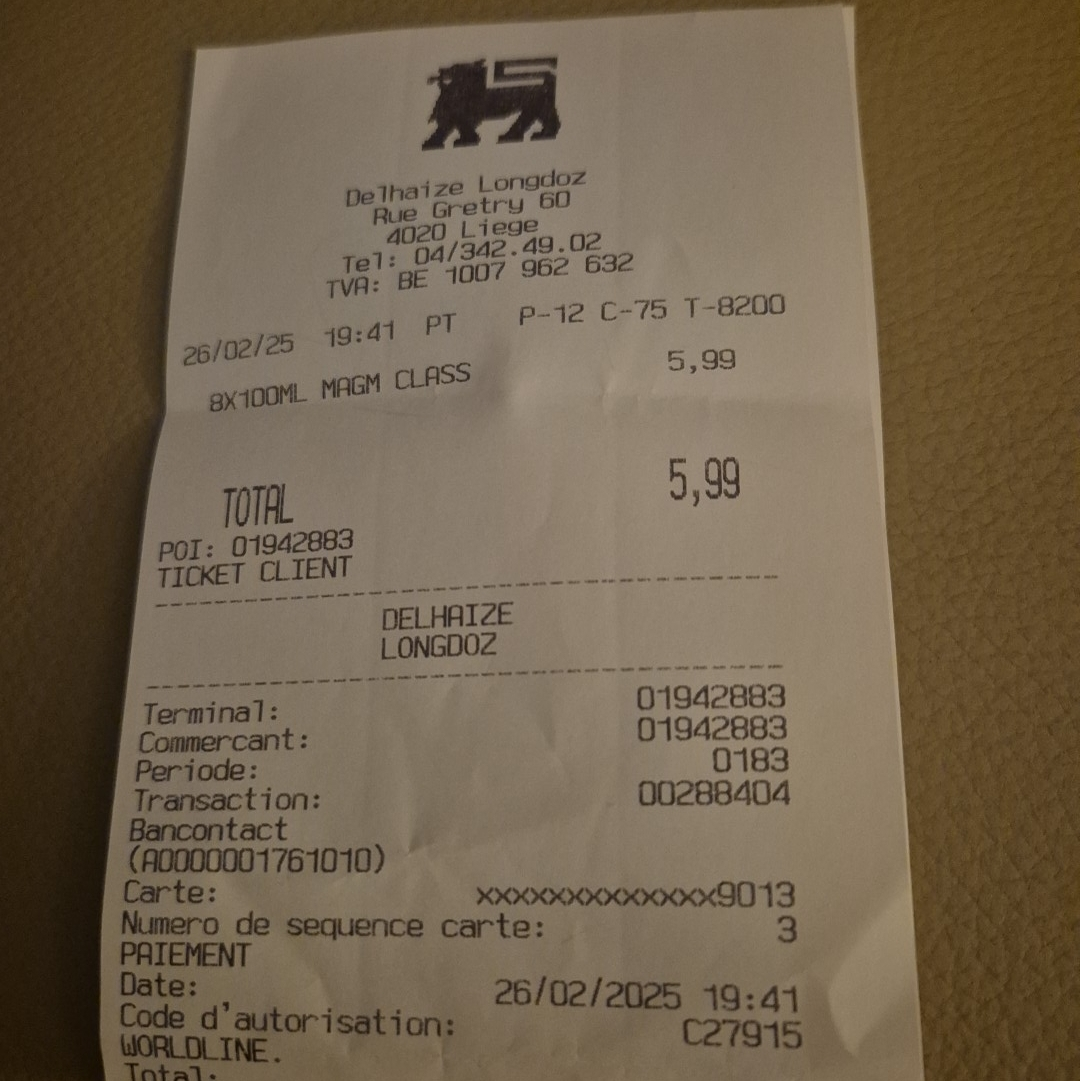 Delhaize Longdoz
Rue Gretry 60
4020 Liege
Tel: 04/342.49.02
TVA: BE 1007 962 632
26/02/25 19:41 PT P-12 C-75 T-8200
8X100ML MAGM CLASS 5,99
TOTAL 5,99
POI: 01942883
TICKET CLIENT
DELHAIZE
LONGDOZ
Terminal: 01942883
Commercant: 01942883
Periode: 0183
Transaction: 00288404
Bancontact
(A0000001761010)
Carte: xxxxxxxxxxxxx9013
Numero de sequence carte: 3
PAIEMENT
Date: 26/02/2025 19:41
Code d'autorisation: C27915
WORLDLINE.
Total: